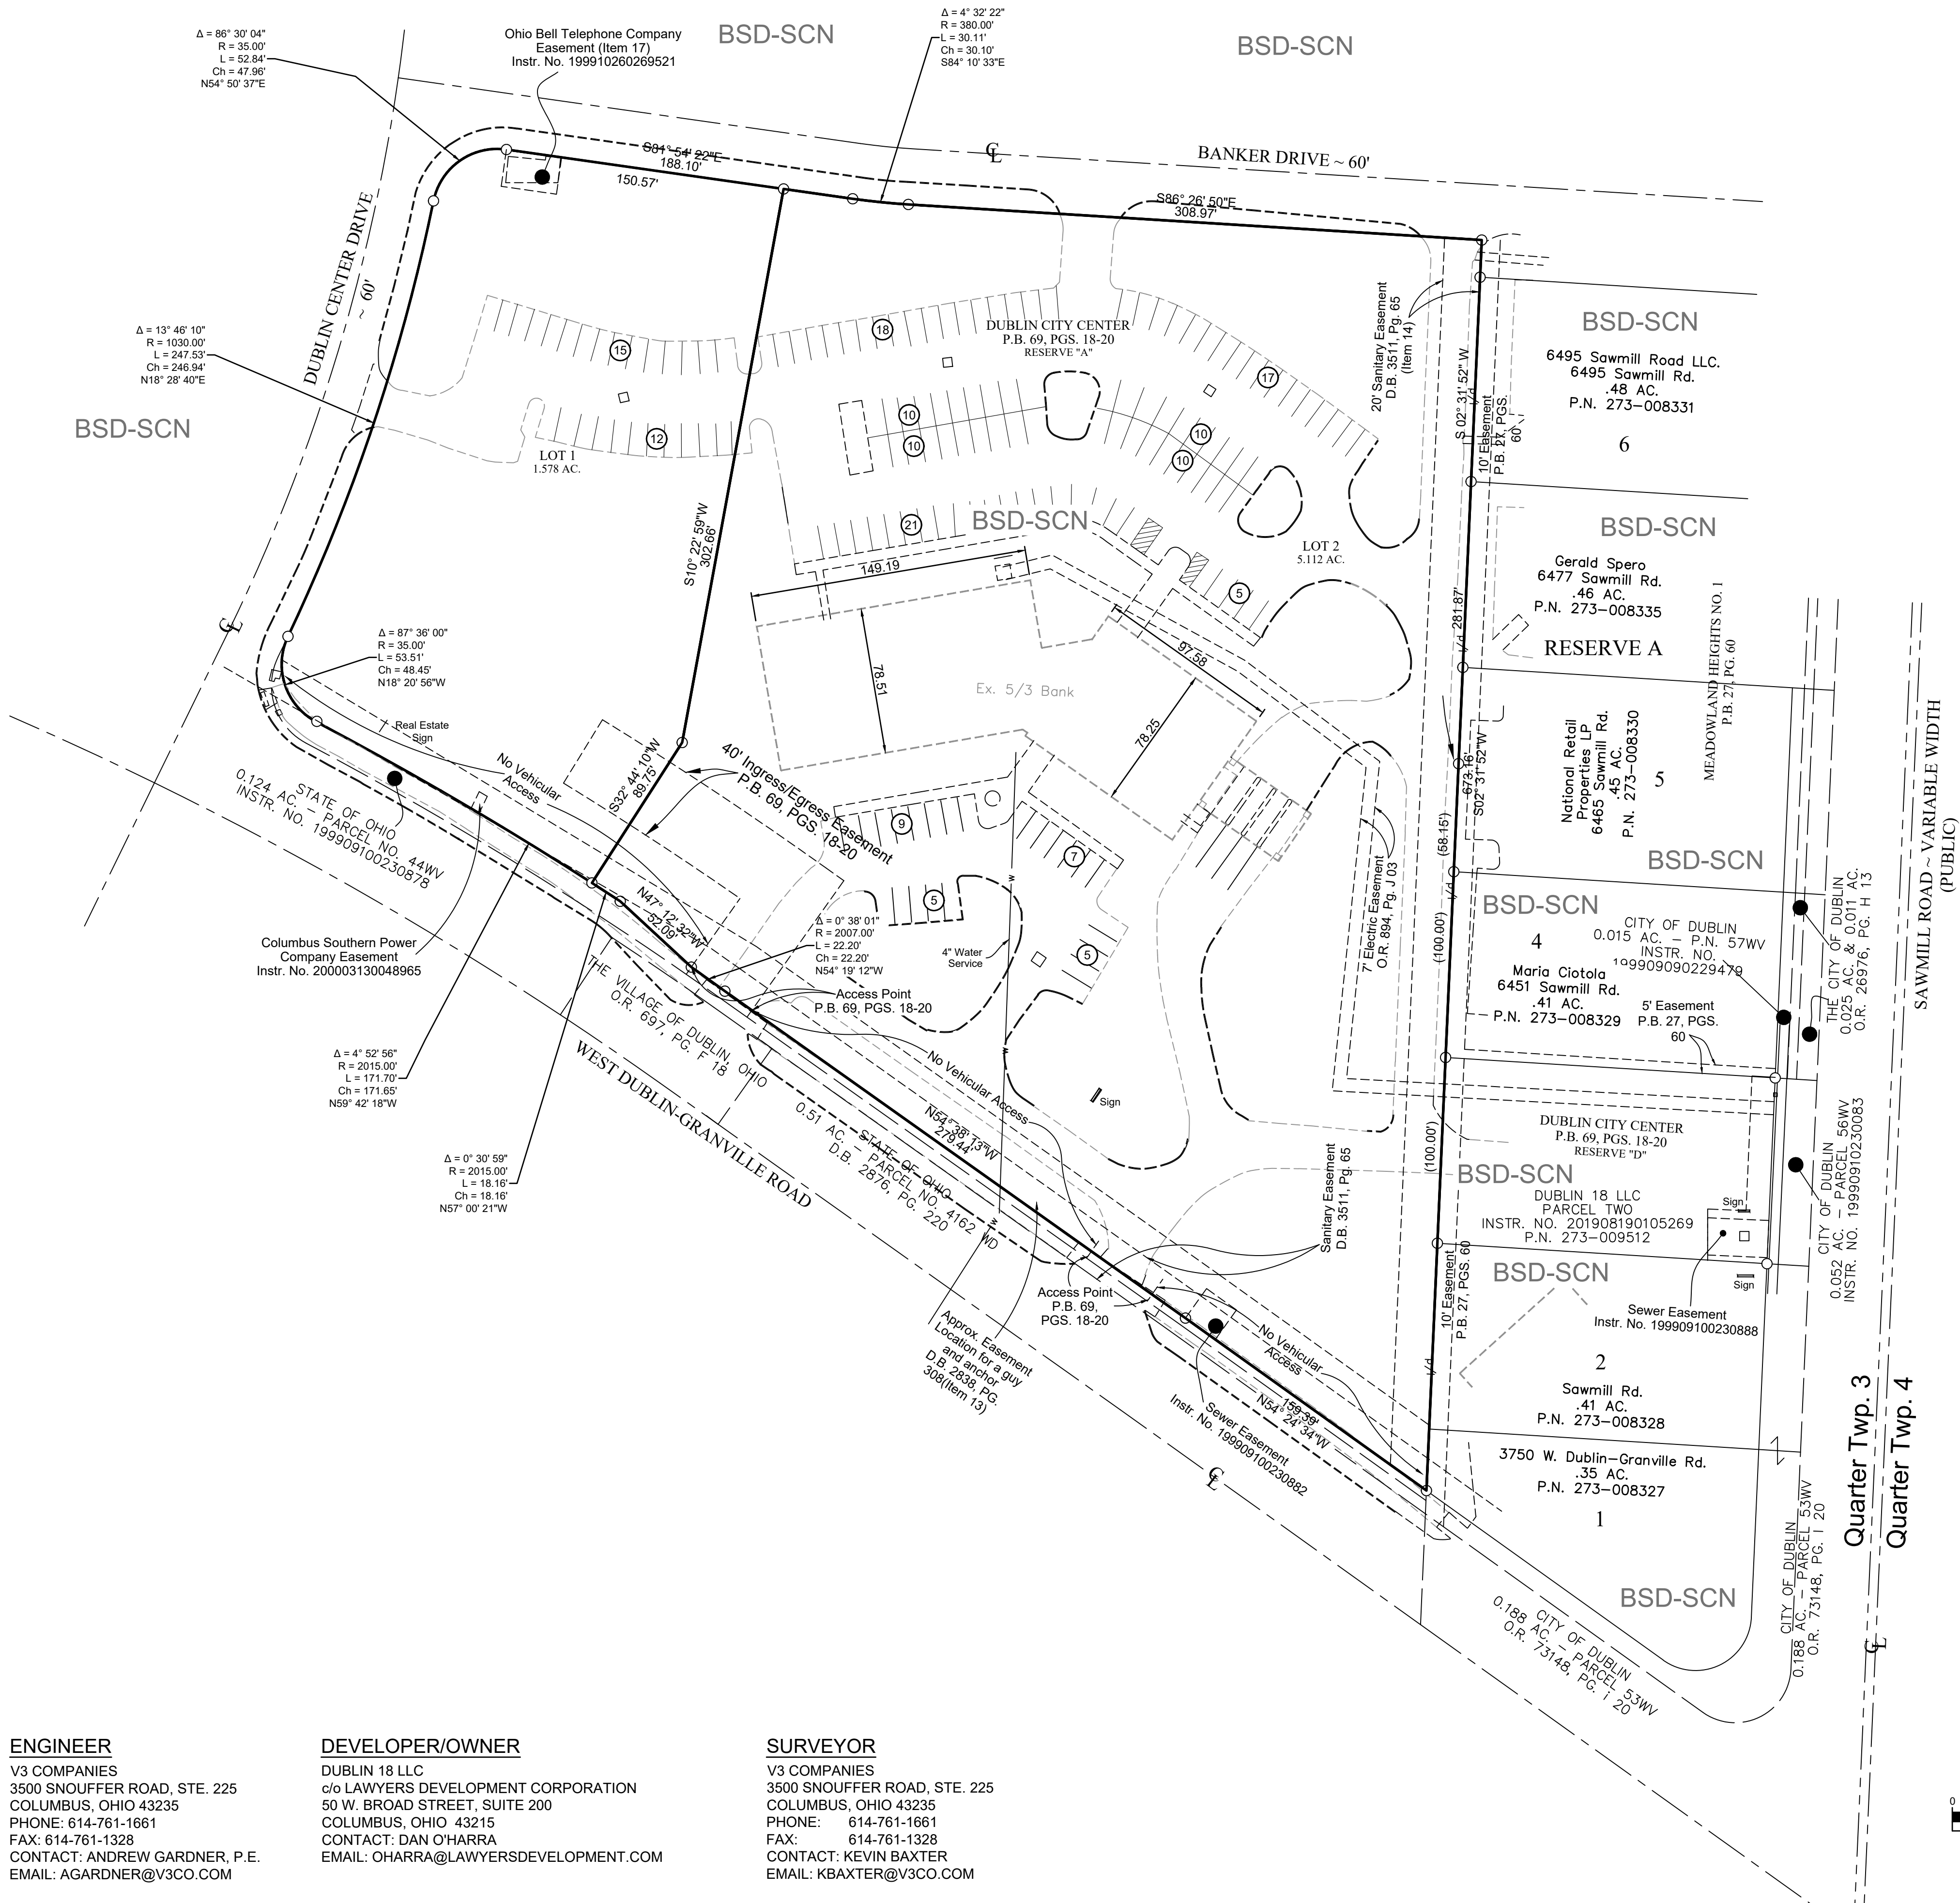 Δ = 86° 30' 04"
R = 35.00'
L = 52.84'
Ch = 47.96'
N54° 50' 37"E
Ohio Bell Telephone Company
Easement (Item 17)
Instr. No. 199910260269521
BSD-SCN
Δ = 4° 32' 22"
R = 380.00'
L = 30.11'
Ch = 30.10'
S84° 10' 33"E
BSD-SCN
S81° 54' 22"E
188.10'
150.57'
CL
BANKER DRIVE ~ 60'
S86° 26' 50"E
308.97'
DUBLIN CENTER DRIVE
~ 60'
Δ = 13° 46' 10"
R = 1030.00'
L = 247.53'
Ch = 246.94'
N18° 28' 40"E
BSD-SCN
15
18
DUBLIN CITY CENTER
P.B. 69, PGS. 18-20
RESERVE "A"
17
12
10
10
10
10
LOT 1
1.578 AC.
21
BSD-SCN
LOT 2
5.112 AC.
5
20' Sanitary Easement
D.B. 3511, Pg. 65
(Item 14)
S 02° 31' 52" W
i/d
10' Easement
P.B. 27, PGS.
60
BSD-SCN
6495 Sawmill Road LLC.
6495 Sawmill Rd.
.48 AC.
P.N. 273-008331
6
BSD-SCN
Gerald Spero
6477 Sawmill Rd.
.46 AC.
P.N. 273-008335
RESERVE A
MEADOWLAND HEIGHTS NO. 1
P.B. 27, PG. 60
281.87'
i/d
S10° 22' 59"W
302.66'
149.19
78.51
97.58
78.25
Ex. 5/3 Bank
CL
Δ = 87° 36' 00"
R = 35.00'
L = 53.51'
Ch = 48.45'
N18° 20' 56"W
Real Estate
Sign
No Vehicular
Access
S32° 44' 10"W
89.75'
40' Ingress/Egress Easement
P.B. 69, PGS. 18-20
STATE OF OHIO
0.124 AC. - PARCEL NO. 44WV
INSTR. NO. 199909100230878
673.16'
S02° 31' 52"W
National Retail
Properties LP
6465 Sawmill Rd.
.45 AC.
P.N. 273-008330
5
BSD-SCN
SAWMILL ROAD ~ VARIABLE WIDTH
(PUBLIC)
9
7
5
5
(58.15')
i/d
(100.00')
7' Electric Easement
O.R. 894, Pg. J 03
N47° 12' 32"W
52.09'
Δ = 0° 38' 01"
R = 2007.00'
L = 22.20'
Ch = 22.20'
N54° 19' 12"W
4" Water
Service
w
w
w
Columbus Southern Power
Company Easement
Instr. No. 200003130048965
Access Point
P.B. 69, PGS. 18-20
BSD-SCN
4
CITY OF DUBLIN
0.015 AC. - P.N. 57WV
INSTR. NO.
199909090229479
Maria Ciotola
6451 Sawmill Rd.
.41 AC.
P.N. 273-008329
5' Easement
P.B. 27, PGS.
60
THE CITY OF DUBLIN
0.025 AC. & 0.011 AC.
O.R. 26976, PG. H 13
THE VILLAGE OF DUBLIN, OHIO
O.R. 697, PG. F 18
WEST DUBLIN-GRANVILLE ROAD
Δ = 4° 52' 56"
R = 2015.00'
L = 171.70'
Ch = 171.65'
N59° 42' 18"W
Δ = 0° 30' 59"
R = 2015.00'
L = 18.16'
Ch = 18.16'
N57° 00' 21"W
No Vehicular Access
Sign
N54° 38' 13"W
279.44'
STATE OF OHIO
0.51 AC. - PARCEL NO. 4162 WD
D.B. 2876, PG. 220
(100.00')
DUBLIN CITY CENTER
P.B. 69, PGS. 18-20
RESERVE "D"
BSD-SCN
DUBLIN 18 LLC
PARCEL TWO
INSTR. NO. 201908190105269
P.N. 273-009512
Sign
Sign
CITY OF DUBLIN
0.052 AC. - PARCEL 56WV
INSTR. NO. 199910230083
Sanitary Easement
D.B. 3511, Pg. 65
10' Easement
P.B. 27, PGS. 60
i/d
BSD-SCN
Sewer Easement
Instr. No. 199909100230888
2
Sawmill Rd.
.41 AC.
P.N. 273-008328
Access Point
P.B. 69,
PGS. 18-20
Approx. Easement
Location for a guy
and anchor
D.B. 2838, PG.
308(Item 13)
No Vehicular
Access
159.39'
N54° 24' 34"W
Sewer Easement
Instr. No. 199909100230882
CL
3750 W. Dublin-Granville Rd.
.35 AC.
P.N. 273-008327
1
BSD-SCN
Quarter Twp. 3
Quarter Twp. 4
CITY OF DUBLIN
0.188 AC. - PARCEL 53WV
O.R. 73148, PG. I 20
CITY OF DUBLIN
0.188 AC. - PARCEL 53WV
O.R. 73148, PG. i 20
CL
ENGINEER
V3 COMPANIES
3500 SNOUFFER ROAD, STE. 225
COLUMBUS, OHIO 43235
PHONE: 614-761-1661
FAX: 614-761-1328
CONTACT: ANDREW GARDNER, P.E.
EMAIL: AGARDNER@V3CO.COM
DEVELOPER/OWNER
DUBLIN 18 LLC
c/o LAWYERS DEVELOPMENT CORPORATION
50 W. BROAD STREET, SUITE 200
COLUMBUS, OHIO 43215
CONTACT: DAN O'HARRA
EMAIL: OHARRA@LAWYERSDEVELOPMENT.COM
SURVEYOR
V3 COMPANIES
3500 SNOUFFER ROAD, STE. 225
COLUMBUS, OHIO 43235
PHONE: 614-761-1661
FAX: 614-761-1328
CONTACT: KEVIN BAXTER
EMAIL: KBAXTER@V3CO.COM
0